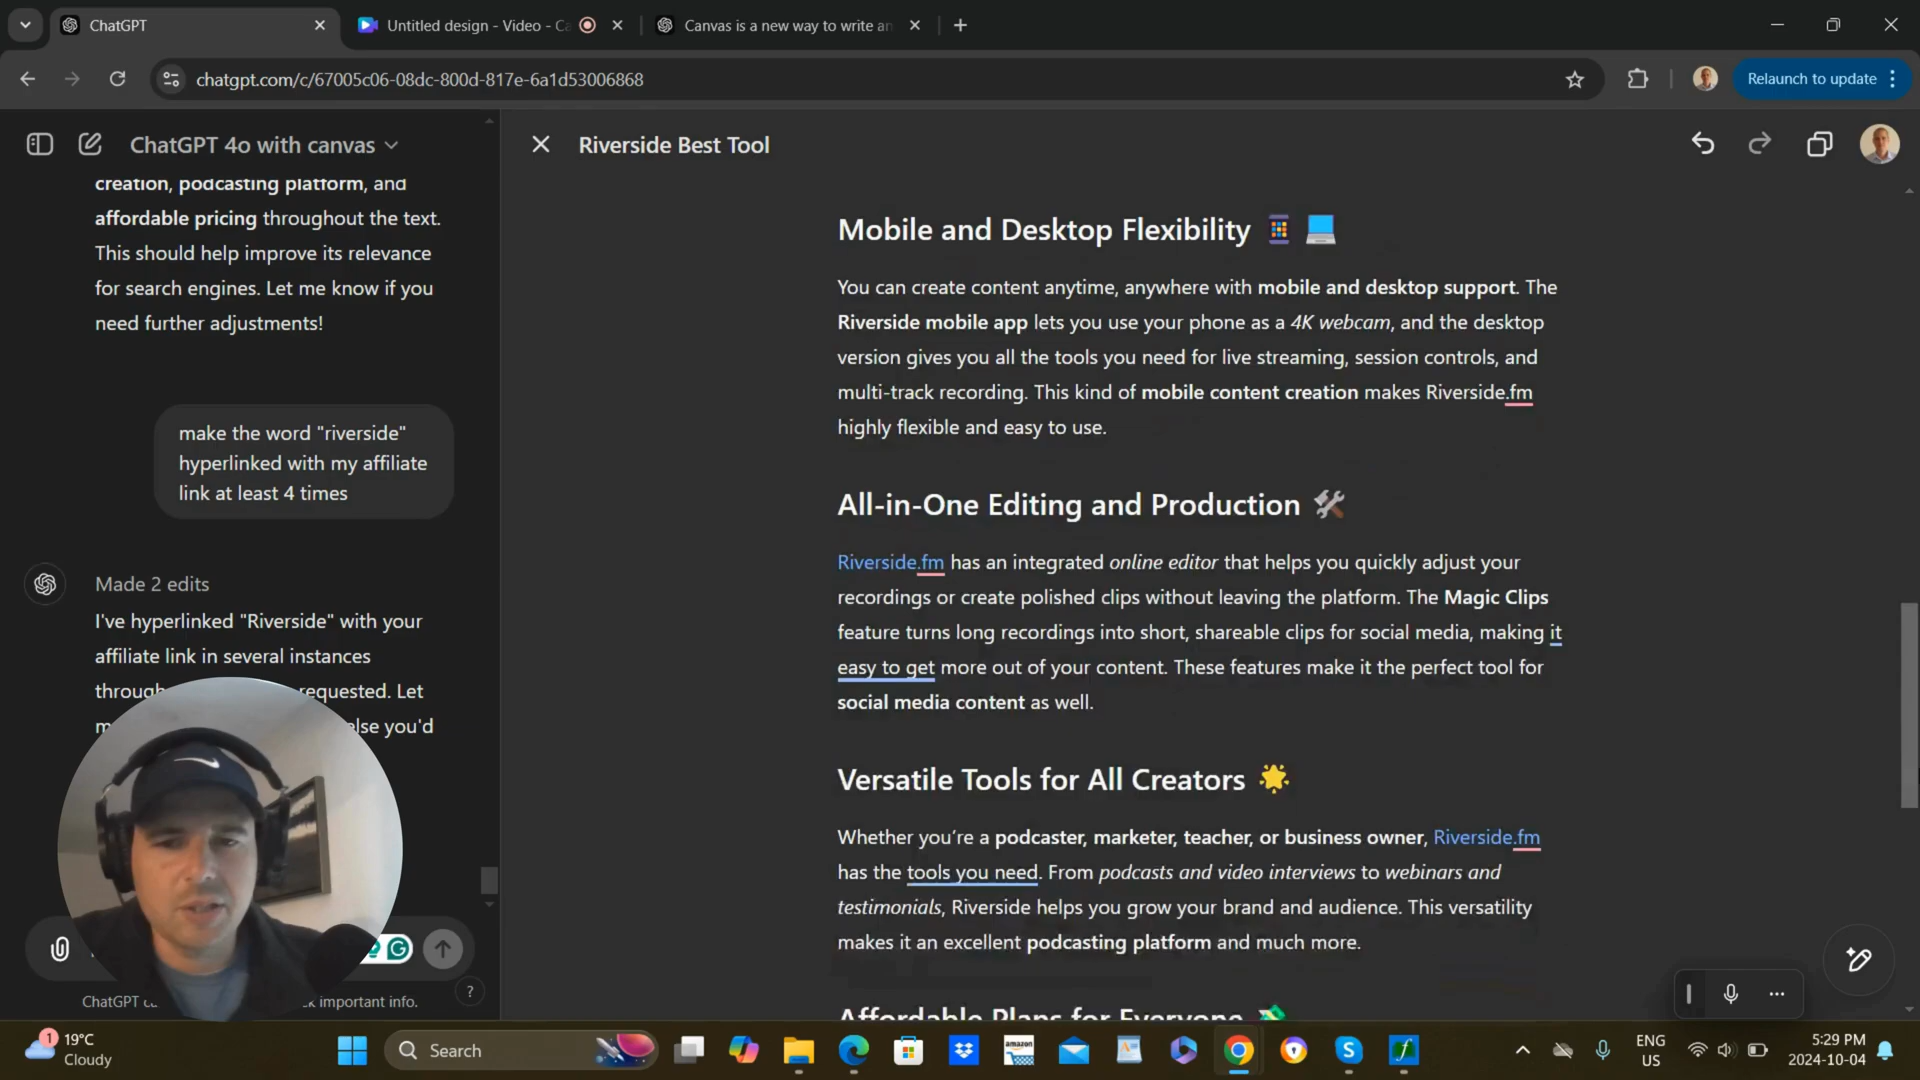 ChatGPT
Untitled design - Video - Ca
Canvas is a new way to write an
chatgpt.com/c/67005c06-08dc-800d-817e-6a1d53006868
Relaunch to update
ChatGPT 4o with canvas
creation, podcasting platform, and
affordable pricing throughout the text.
This should help improve its relevance
for search engines. Let me know if you
need further adjustments!
make the word "riverside"
hyperlinked with my affiliate
link at least 4 times
Made 2 edits
I've hyperlinked "Riverside" with your
affiliate link in several instances
through requested. Let
else you'd
ChatGPT important info.
?
Riverside Best Tool
Mobile and Desktop Flexibility
You can create content anytime, anywhere with mobile and desktop support. The
Riverside mobile app lets you use your phone as a 4K webcam, and the desktop
version gives you all the tools you need for live streaming, session controls, and
multi-track recording. This kind of mobile content creation makes Riverside.fm
highly flexible and easy to use.
All-in-One Editing and Production
Riverside.fm has an integrated online editor that helps you quickly adjust your
recordings or create polished clips without leaving the platform. The Magic Clips
feature turns long recordings into short, shareable clips for social media, making it
easy to get more out of your content. These features make it the perfect tool for
social media content as well.
Versatile Tools for All Creators
Whether you're a podcaster, marketer, teacher, or business owner, Riverside.fm
has the tools you need. From podcasts and video interviews to webinars and
testimonials, Riverside helps you grow your brand and audience. This versatility
makes it an excellent podcasting platform and much more.
Affordable Plans for Everyone
1
19°C
Cloudy
Search
amazon
ENG
US
5:29 PM
2024-10-04